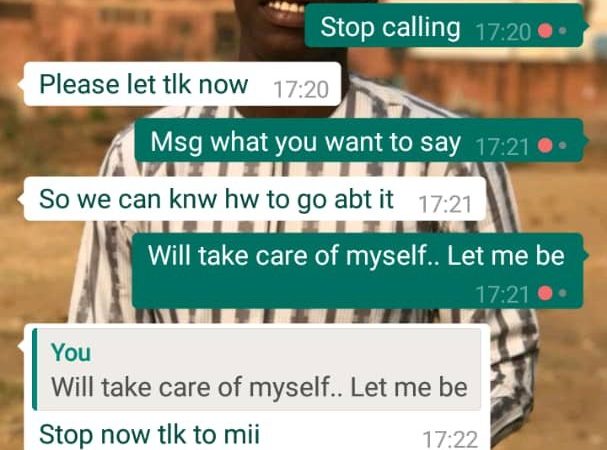 Stop calling 17:20
Please let tlk now 17:20
Msg what you want to say 17:21
So we can knw hw to go abt it 17:21
Will take care of myself.. Let me be
17:21
You
Will take care of myself.. Let me be
Stop now tlk to mii 17:22